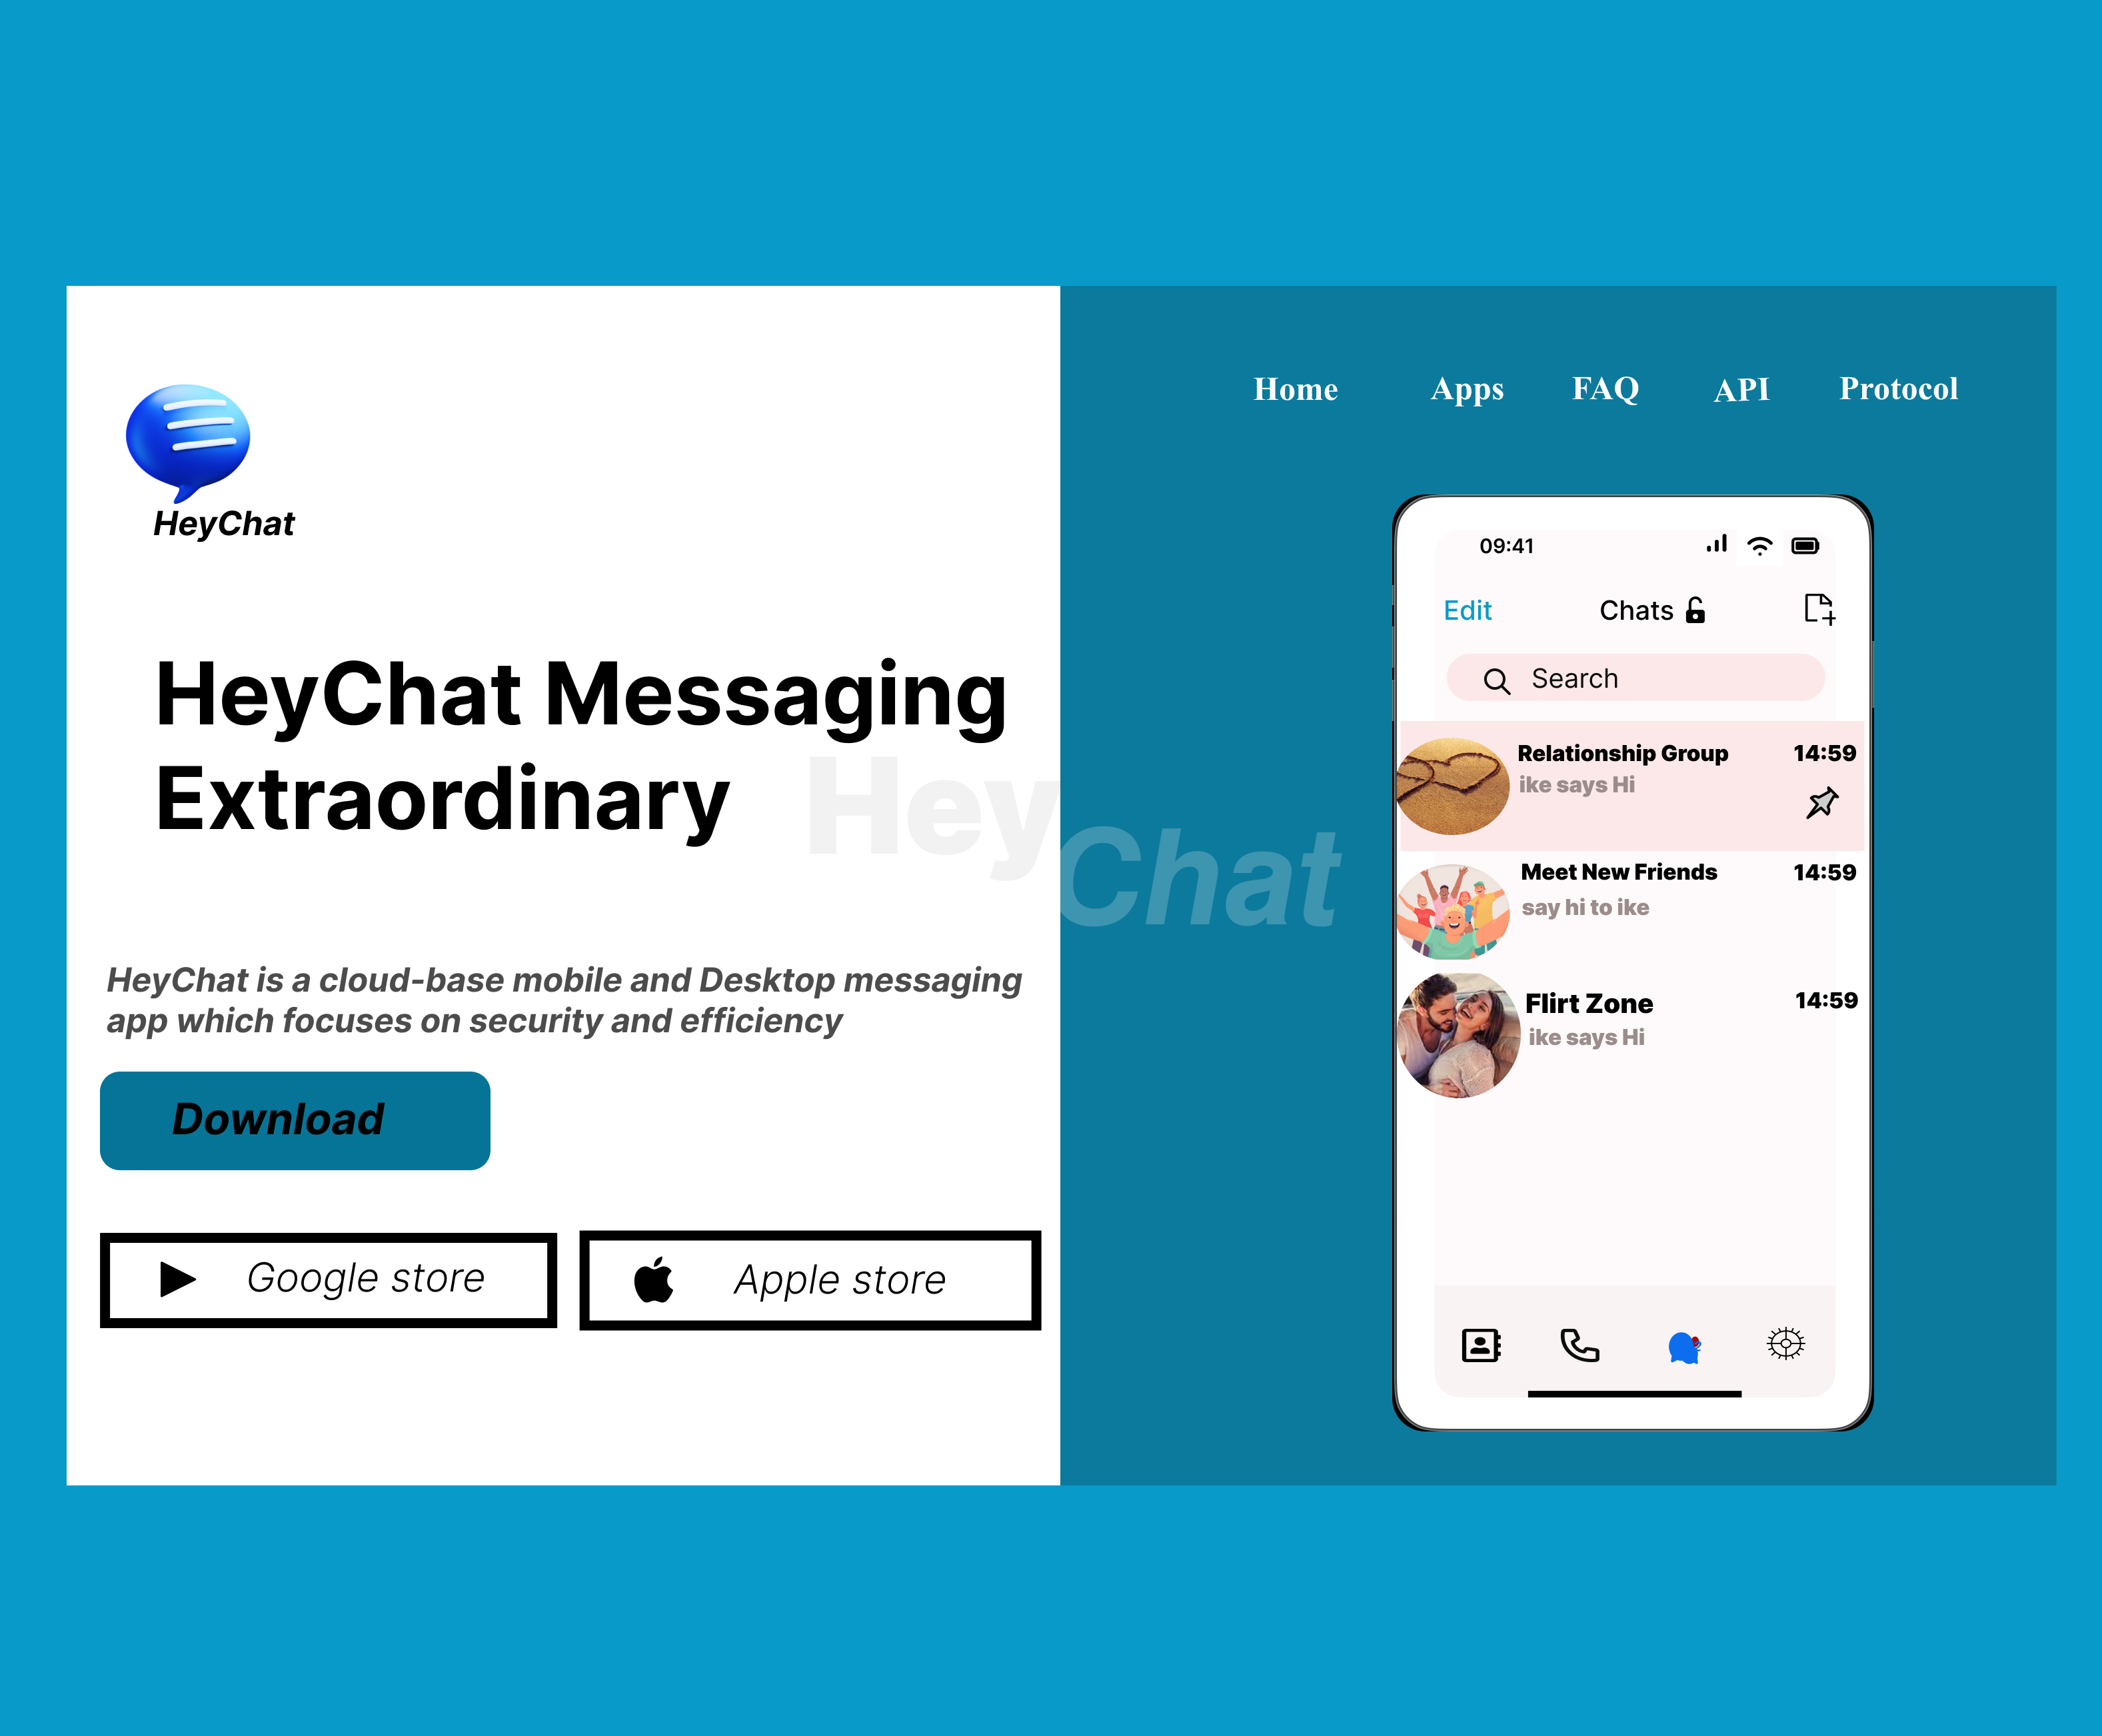 HeyChat
HeyChat Messaging
Extraordinary
HeyChat
HeyChat is a cloud-base mobile and Desktop messaging
app which focuses on security and efficiency
Download
Google store
Apple store
Home Apps FAQ API Protocol
09:41
Edit Chats
Search
Relationship Group 14:59
ike says Hi
Meet New Friends 14:59
say hi to ike
Flirt Zone 14:59
ike says Hi